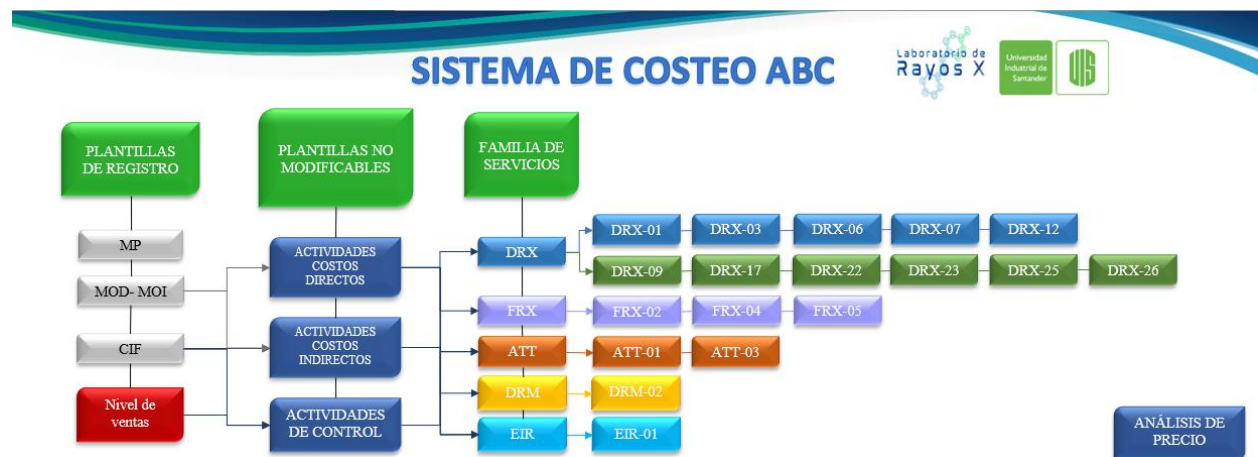 SISTEMA DE COSTEO ABC
Laboratorio de
Rayos X
Universidad
Industrial de
Santander
UIS
PLANTILLAS
DE REGISTRO
PLANTILLAS NO
MODIFICABLES
FAMILIA DE
SERVICIOS
MP
MOD- MOI
CIF
Nivel de
ventas
ACTIVIDADES
COSTOS
DIRECTOS
ACTIVIDADES
COSTOS
INDIRECTOS
ACTIVIDADES
DE CONTROL
DRX
DRX-01
DRX-03
DRX-06
DRX-07
DRX-12
DRX-09
DRX-17
DRX-22
DRX-23
DRX-25
DRX-26
FRX
FRX-02
FRX-04
FRX-05
ATT
ATT-01
ATT-03
DRM
DRM-02
EIR
EIR-01
ANÁLISIS DE
PRECIO